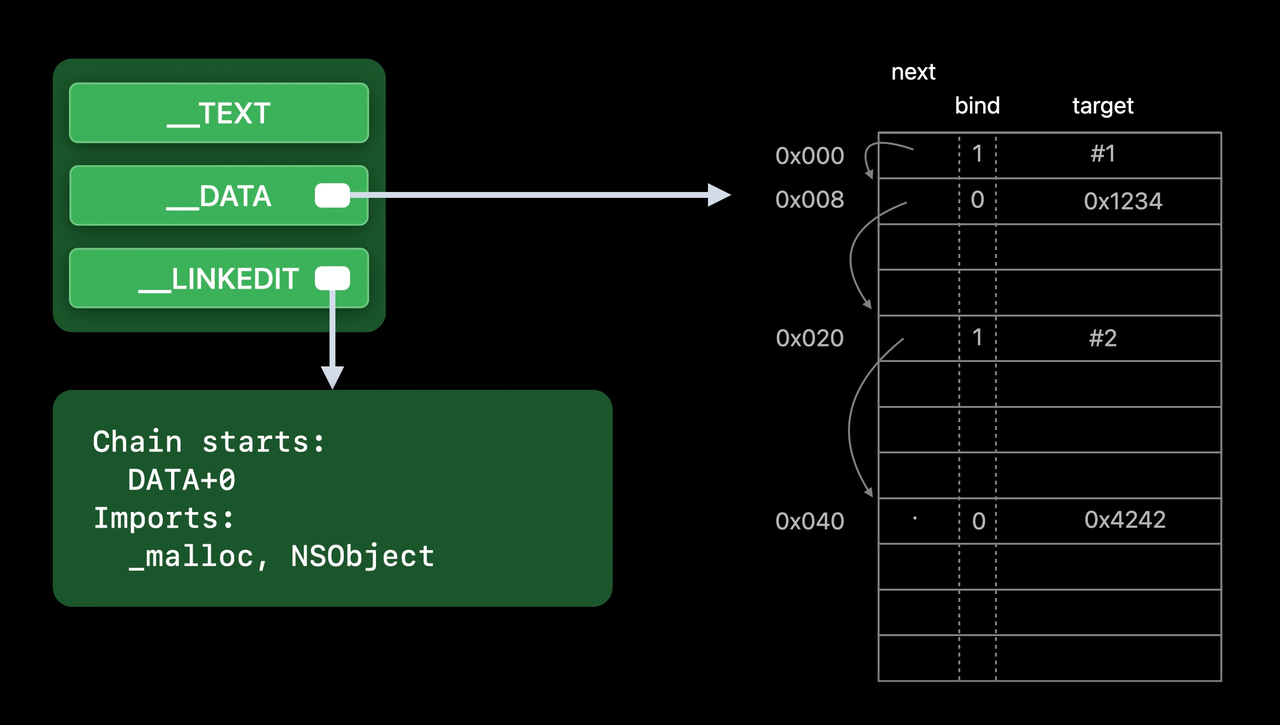 __TEXT
__DATA
__LINKEDIT
Chain starts:
DATA+0
Imports:
_malloc, NSObject
next
bind target
0x000 1 #1
0x008 0 0x1234
0x020 1 #2
0x040 0 0x4242